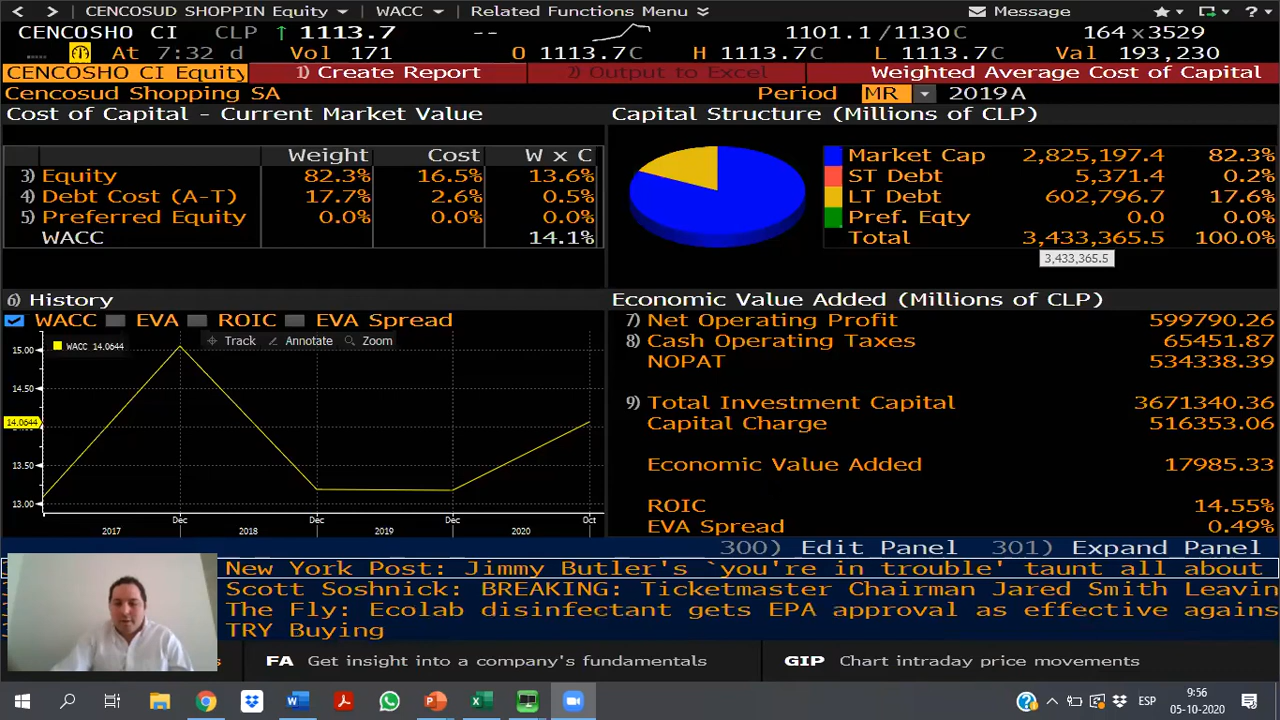 < > CENCOSUD SHOPPIN Equity WACC Related Functions Menu Message ?
CENCOSHO CI CLP ↑ 1113.7 -- 1101.1/1130C 164 x3529
At 7:32 d Vol 171 O 1113.7C H 1113.7C L 1113.7C Val 193,230
CENCOSHO CI Equity 1) Create Report 2) Output to Excel Weighted Average Cost of Capital
Cencosud Shopping SA Period MR 2019 A
Cost of Capital - Current Market Value
Weight Cost W x C
3) Equity 82.3% 16.5% 13.6%
4) Debt Cost (A-T) 17.7% 2.6% 0.5%
5) Preferred Equity 0.0% 0.0% 0.0%
WACC 14.1%
Capital Structure (Millions of CLP)
Market Cap 2,825,197.4 82.3%
ST Debt 5,371.4 0.2%
LT Debt 602,796.7 17.6%
Pref. Eqty 0.0 0.0%
Total 3,433,365.5 100.0%
3,433,365.5
6) History
WACC EVA ROIC EVA Spread
Track Annotate Zoom
WACC 14.0644
15.00
14.50
14.0644
13.50
13.00
Dec Dec Dec Oct
2017 2018 2019 2020
Economic Value Added (Millions of CLP)
7) Net Operating Profit 599790.26
8) Cash Operating Taxes 65451.87
NOPAT 534338.39
9) Total Investment Capital 3671340.36
Capital Charge 516353.06
Economic Value Added 17985.33
ROIC 14.55%
EVA Spread 0.49%
300) Edit Panel 301) Expand Panel
New York Post: Jimmy Butler's `you're in trouble' taunt all about
Scott Soshnick: BREAKING: Ticketmaster Chairman Jared Smith Leavin
The Fly: Ecolab disinfectant gets EPA approval as effective agains
TRY Buying
FA Get insight into a company's fundamentals GIP Chart intraday price movements
ESP 9:56
05-10-2020